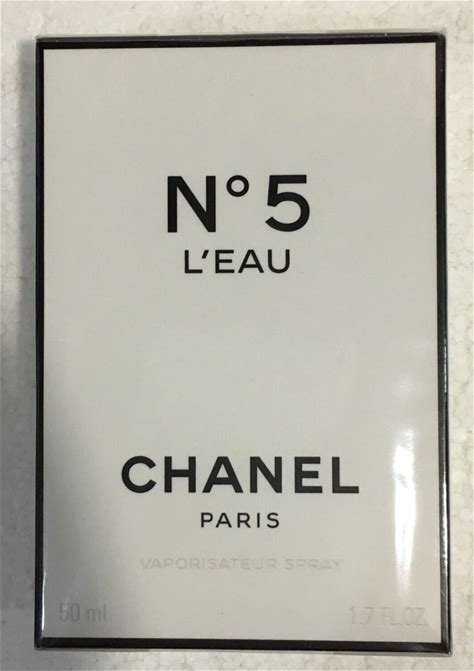 N° 5
L'EAU
CHANEL
PARIS
VAPORISATEUR SPRAY
50 ml 1.7 FL.OZ.